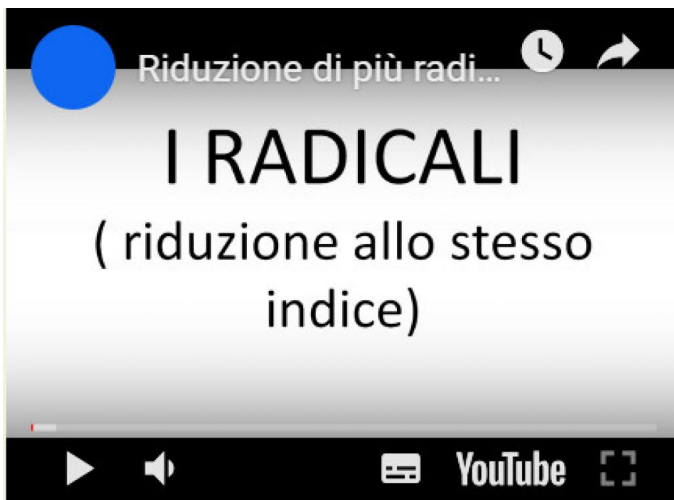 Riduzione di più radi...
I RADICALI
( riduzione allo stesso
indice)
YouTube